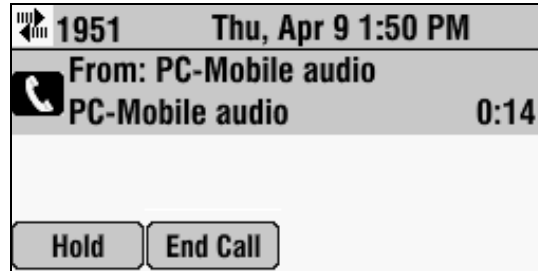 1951 Thu, Apr 9 1:50 PM
From: PC-Mobile audio
PC-Mobile audio 0:14
Hold End Call